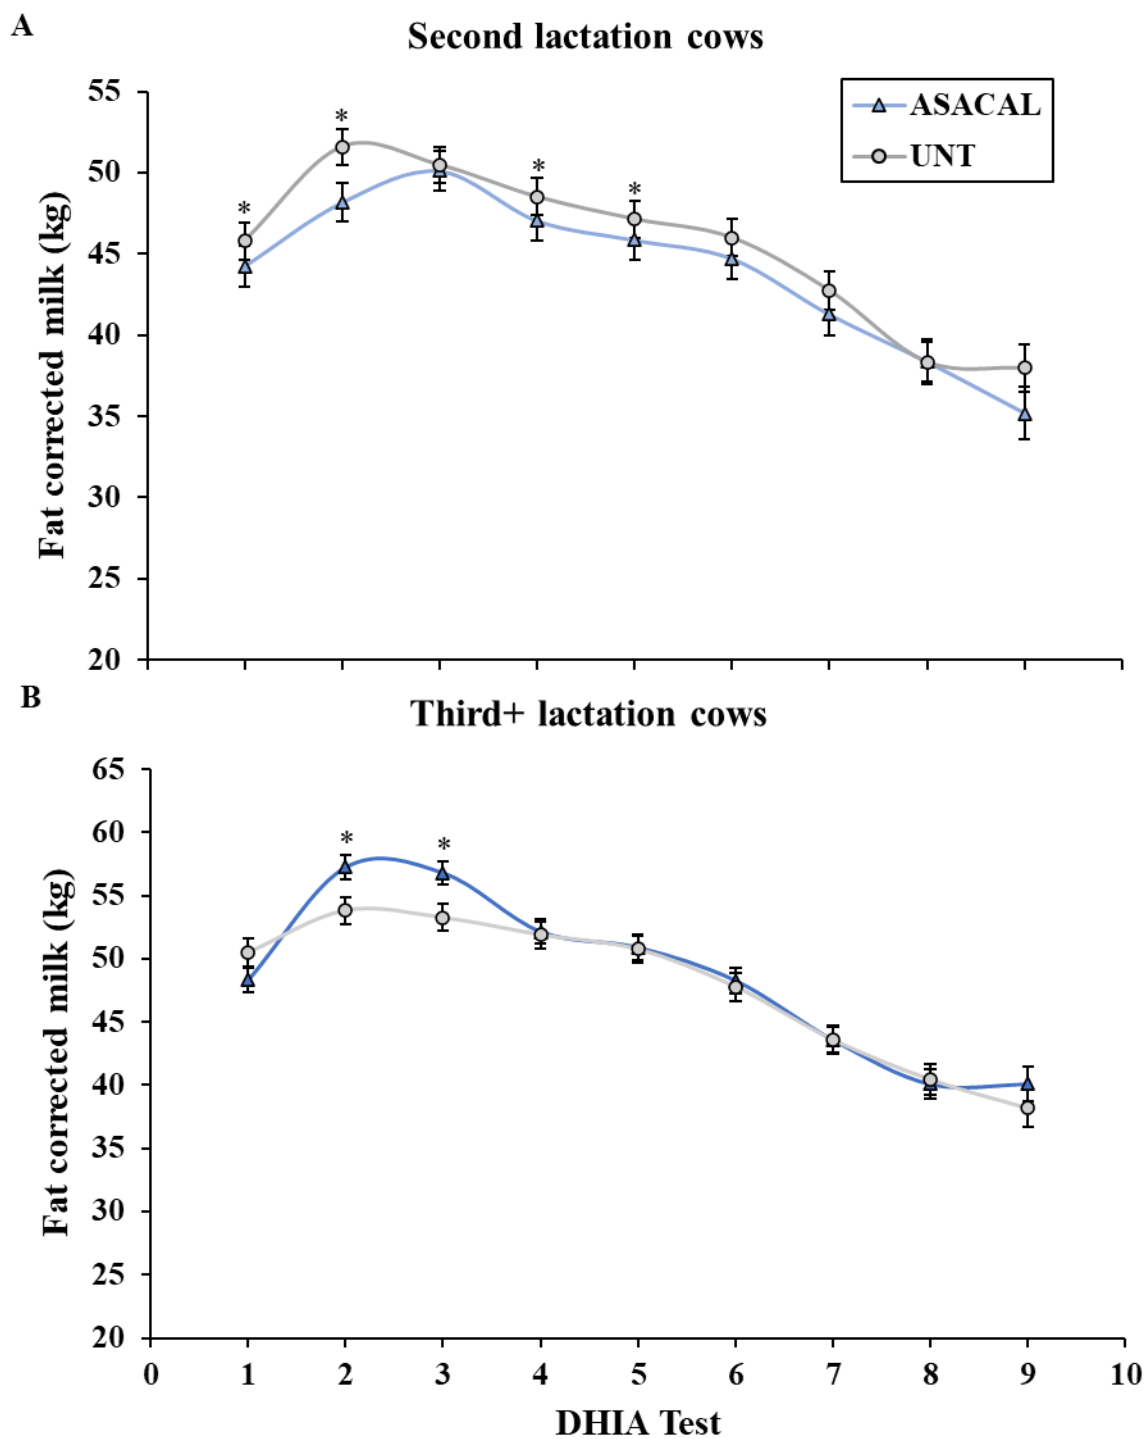 A
Second lactation cows
55
50
45
40
35
30
25
20
Fat corrected milk (kg)
ASACAL
UNT
*
*
*
*
B
Third+ lactation cows
65
60
55
50
45
40
35
30
25
20
Fat corrected milk (kg)
*
*
0 1 2 3 4 5 6 7 8 9 10
DHIA Test